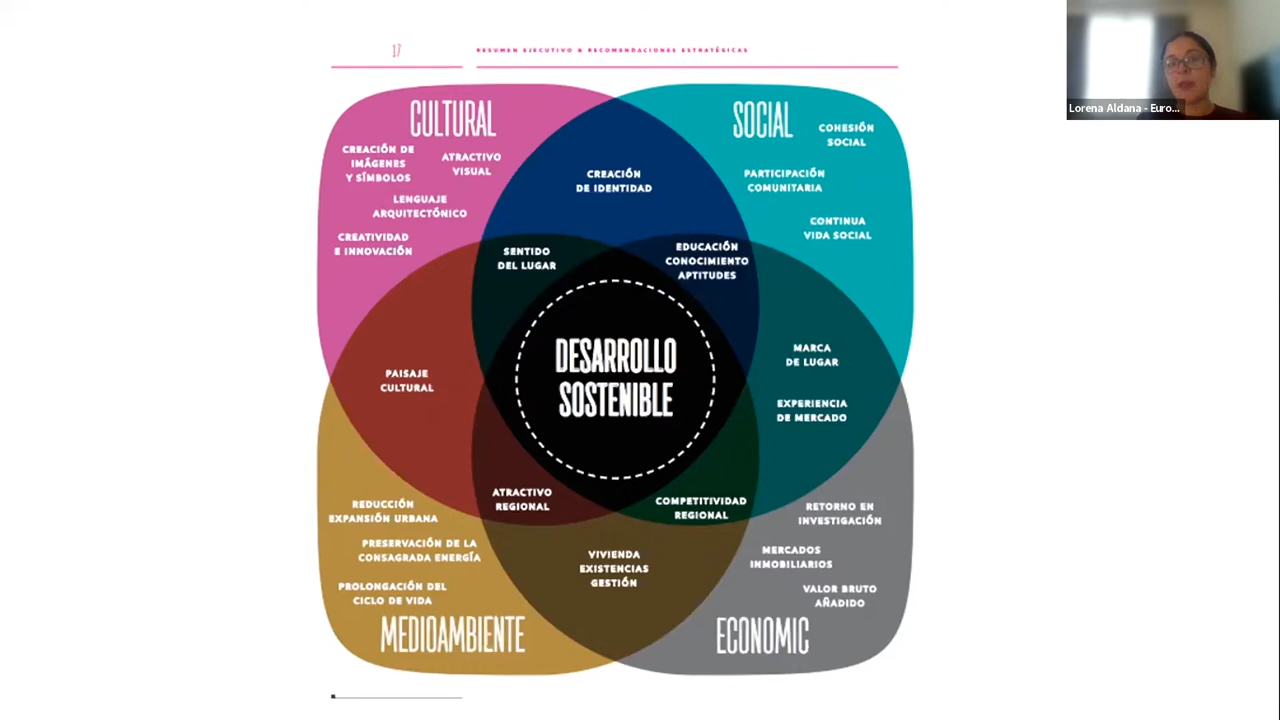 17
RESUMEN EJECUTIVO & RECOMENDACIONES ESTRATÉGICAS
CULTURAL
CREACIÓN DE
IMÁGENES
Y SÍMBOLOS
ATRACTIVO
VISUAL
LENGUAJE
ARQUITECTÓNICO
CREATIVIDAD
E INNOVACIÓN
CREACIÓN
DE IDENTIDAD
SOCIAL
COHESIÓN
SOCIAL
PARTICIPACIÓN
COMUNITARIA
CONTINUA
VIDA SOCIAL
SENTIDO
DEL LUGAR
EDUCACIÓN
CONOCIMIENTO
APTITUDES
DESARROLLO
SOSTENIBLE
PAISAJE
CULTURAL
MARCA
DE LUGAR
EXPERIENCIA
DE MERCADO
ATRACTIVO
REGIONAL
COMPETITIVIDAD
REGIONAL
REDUCCIÓN
EXPANSIÓN URBANA
PRESERVACIÓN DE LA
CONSAGRADA ENERGÍA
PROLONGACIÓN DEL
CICLO DE VIDA
MEDIOAMBIENTE
VIVIENDA
EXISTENCIAS
GESTIÓN
RETORNO EN
INVESTIGACIÓN
MERCADOS
INMOBILIARIOS
VALOR BRUTO
AÑADIDO
ECONOMIC
Lorena Aldana - Euro...